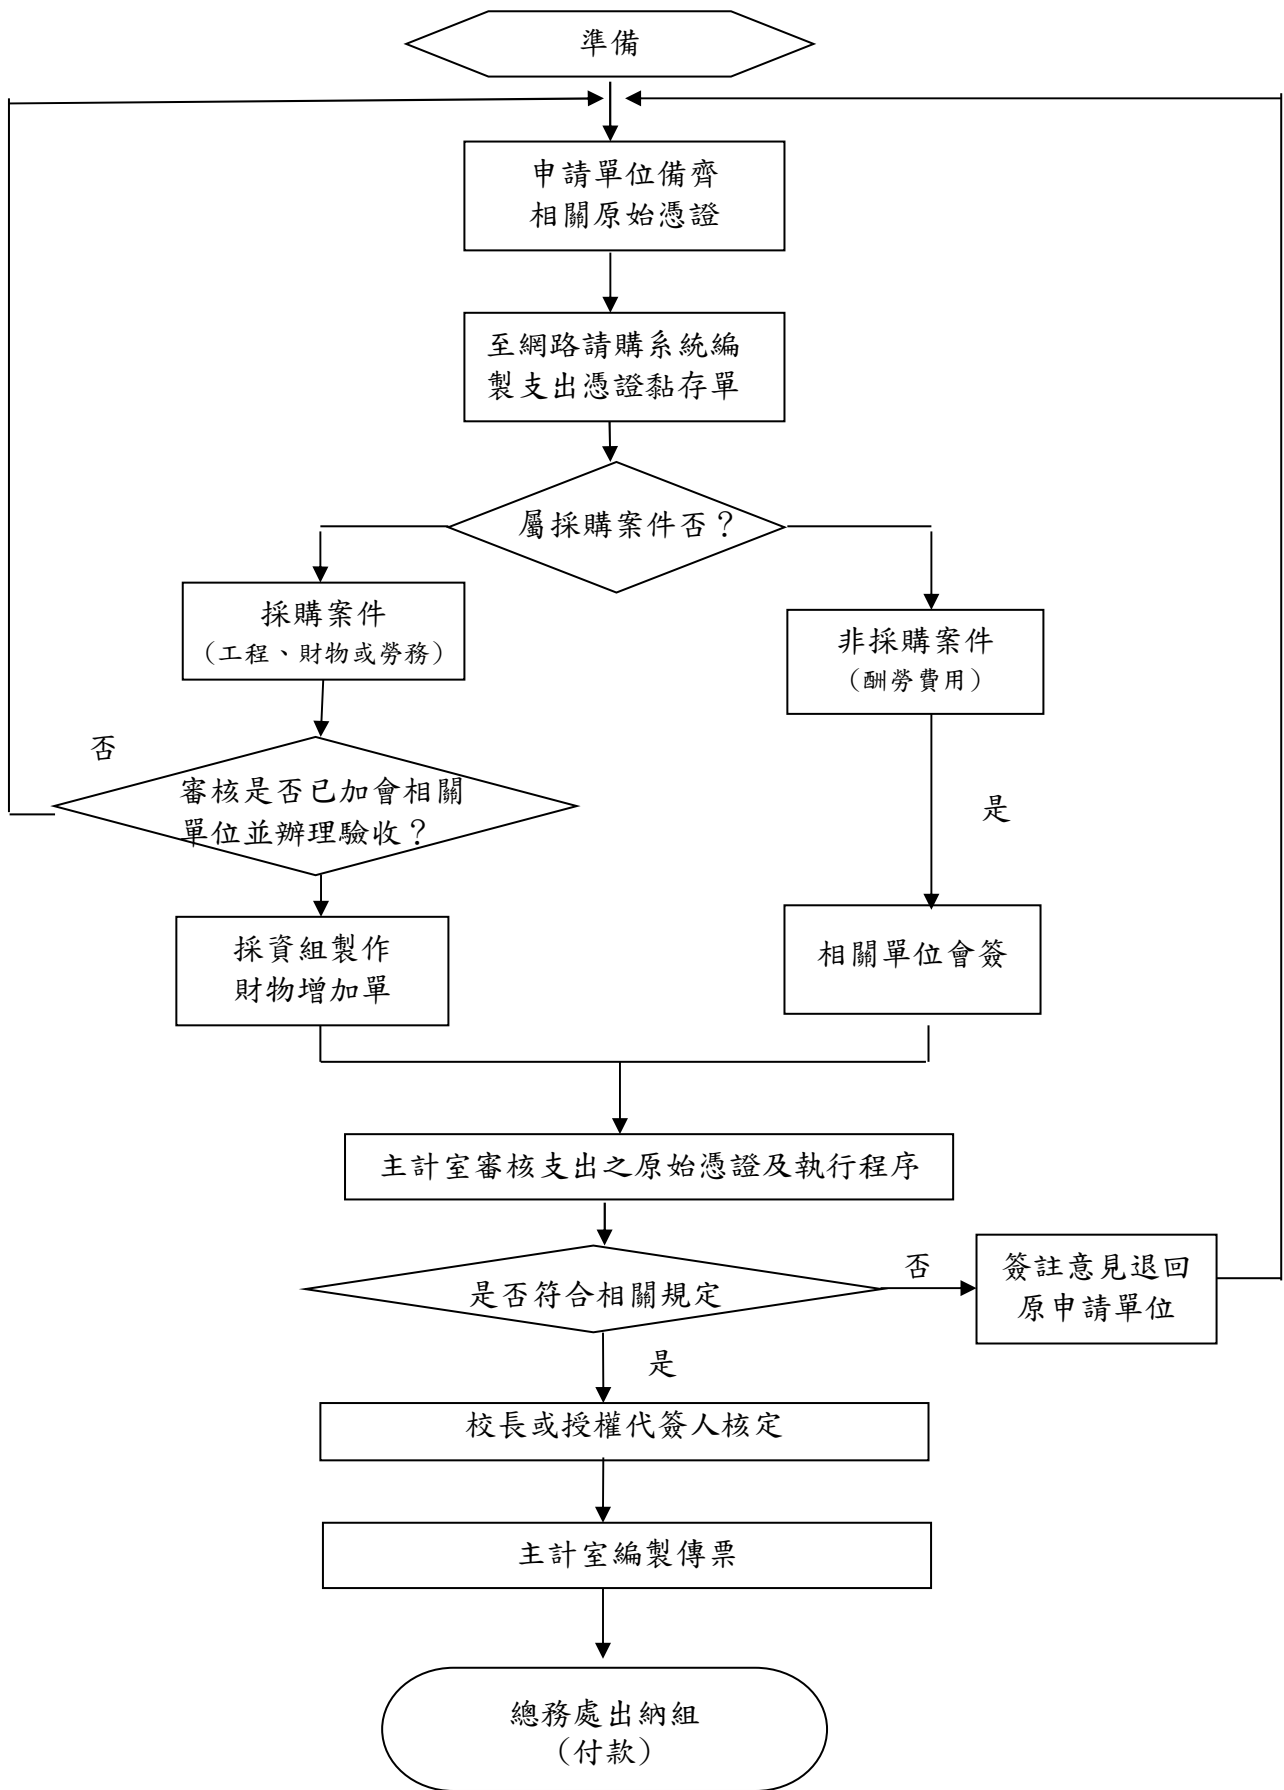 準備
申請單位備齊
相關原始憑證
至網路請購系統編
製支出憑證黏存單
屬採購案件否？
採購案件
（工程、財物或勞務）
非採購案件
（酬勞費用）
否
審核是否已加會相關
單位並辦理驗收？
是
採資組製作
財物增加單
相關單位會簽
主計室審核支出之原始憑證及執行程序
是否符合相關規定
否
簽註意見退回
原申請單位
是
校長或授權代簽人核定
主計室編製傳票
總務處出納組
（付款）